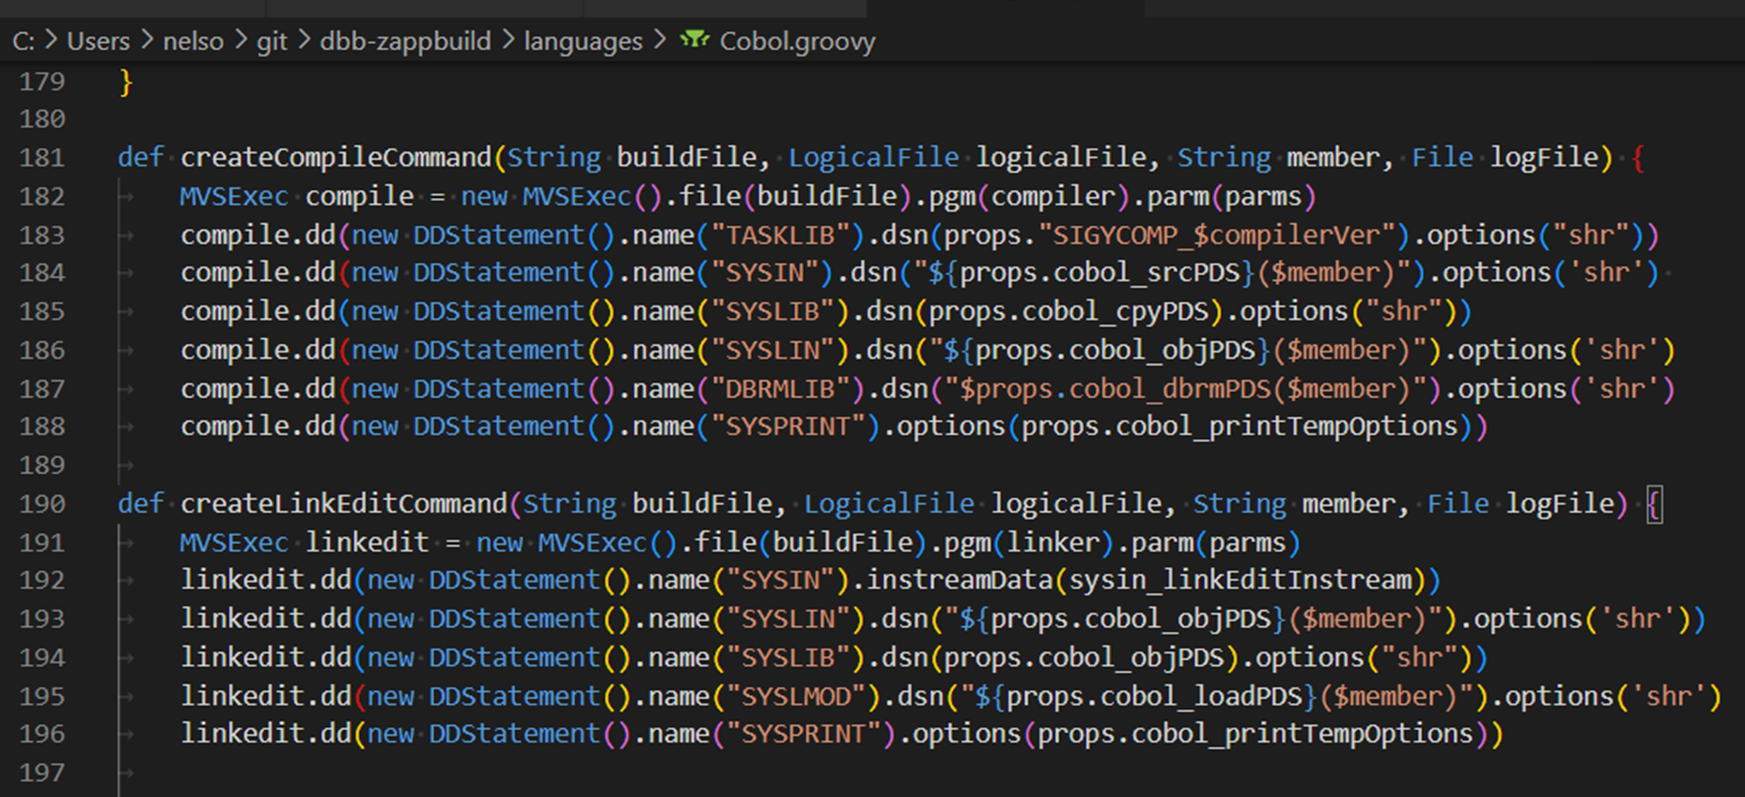 C: > Users > nelso > git > dbb-zappbuild > languages > Cobol.groovy
179 }
180
181 def createCompileCommand(String buildFile, LogicalFile logicalFile, String member, File logFile) {
182 MVSExec compile = new MVSExec().file(buildFile).pgm(compiler).parm(parms)
183 compile.dd(new DDStatement().name("TASKLIB").dsn(props."SIGYCOMP_$compilerVer").options("shr"))
184 compile.dd(new DDStatement().name("SYSIN").dsn("${props.cobol_srcPDS}($member)").options('shr')
185 compile.dd(new DDStatement().name("SYSLIB").dsn(props.cobol_cpyPDS).options("shr"))
186 compile.dd(new DDStatement().name("SYSLIN").dsn("${props.cobol_objPDS}($member)").options('shr')
187 compile.dd(new DDStatement().name("DBRMLIB").dsn("$props.cobol_dbrmPDS($member)").options('shr')
188 compile.dd(new DDStatement().name("SYSPRINT").options(props.cobol_printTempOptions))
189
190 def createLinkEditCommand(String buildFile, LogicalFile logicalFile, String member, File logFile) {
191 MVSExec linkedit = new MVSExec().file(buildFile).pgm(linker).parm(parms)
192 linkedit.dd(new DDStatement().name("SYSIN").instreamData(sysin_linkEditInstream))
193 linkedit.dd(new DDStatement().name("SYSLIN").dsn("${props.cobol_objPDS}($member)").options('shr'))
194 linkedit.dd(new DDStatement().name("SYSLIB").dsn(props.cobol_objPDS).options("shr"))
195 linkedit.dd(new DDStatement().name("SYSLMOD").dsn("${props.cobol_loadPDS}($member)").options('shr')
196 linkedit.dd(new DDStatement().name("SYSPRINT").options(props.cobol_printTempOptions))
197